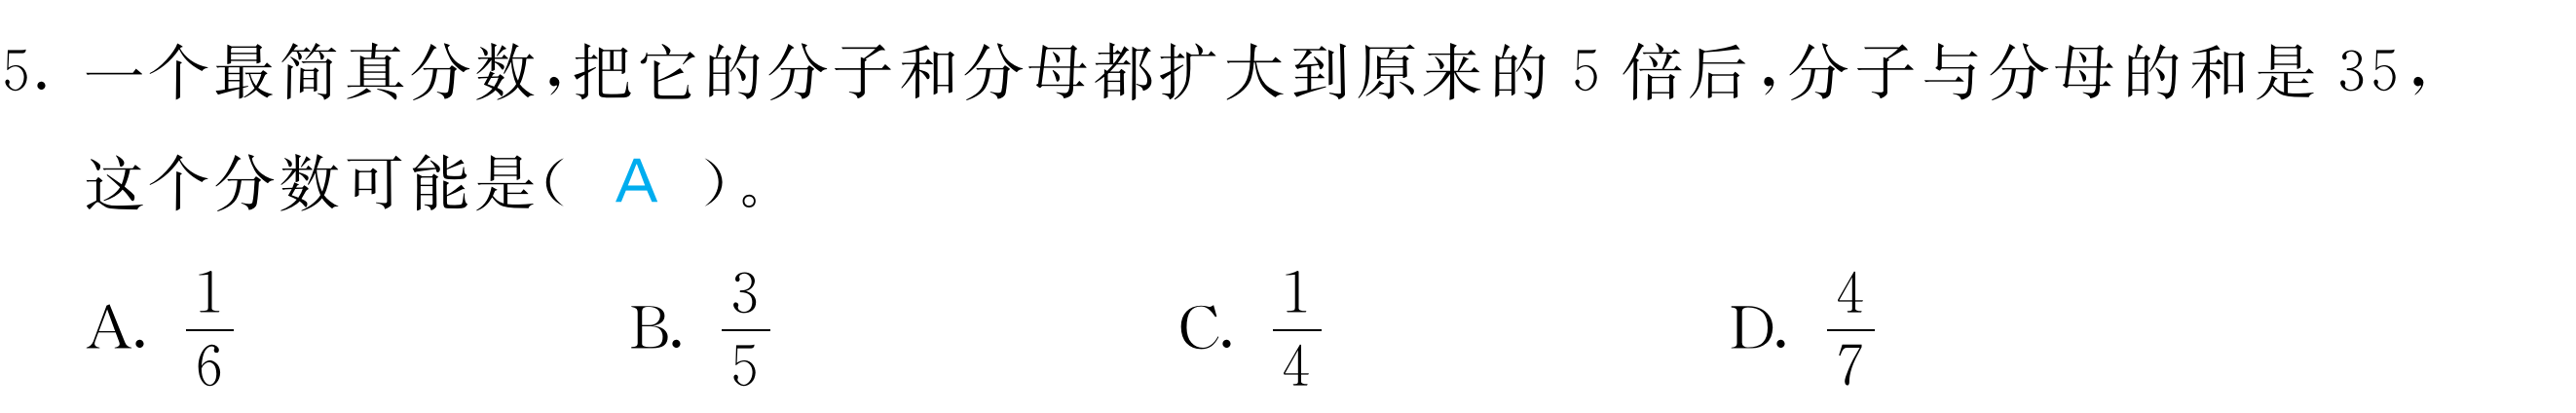 5. 一个最简真分数,把它的分子和分母都扩大到原来的 5 倍后,分子与分母的和是 35,
这个分数可能是( A )。
A. 1/6 B. 3/5 C. 1/4 D. 4/7